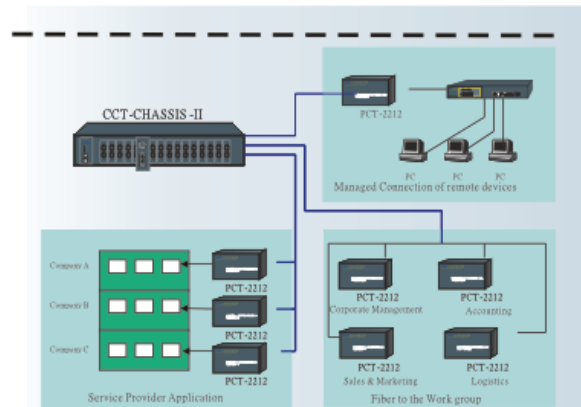 CCT-CHASSIS -II
PCT-2212
PC
PC
PC
Managed Connection of remote devices
Company A
PCT-2212
Company B
PCT-2212
Company C
PCT-2212
Service Provider Application
PCT-2212
Corporate Management
PCT-2212
Accounting
PCT-2212
Sales & Marketing
PCT-2212
Logistics
Fiber to the Work group